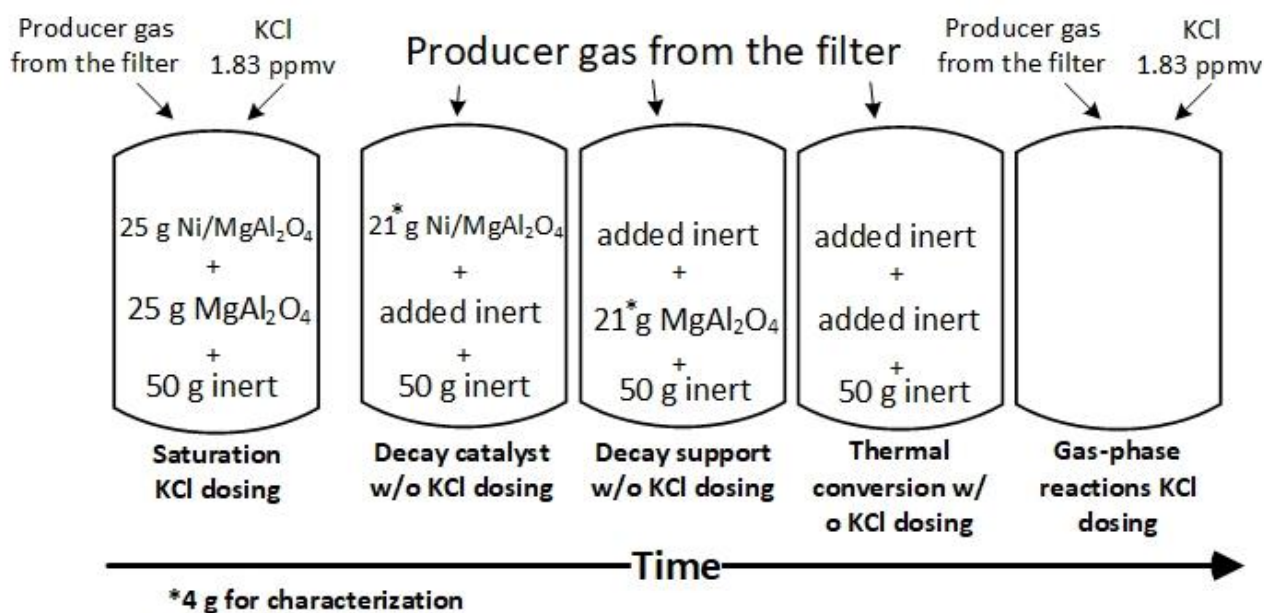 Producer gas
from the filter
KCl
1.83 ppmv
Producer gas from the filter
Producer gas
from the filter
KCl
1.83 ppmv
25 g Ni/MgAl₂O₄
+
25 g MgAl₂O₄
+
50 g inert
21*g Ni/MgAl₂O₄
+
added inert
+
50 g inert
added inert
+
21*g MgAl₂O₄
+
50 g inert
added inert
+
added inert
+
50 g inert
Saturation
KCl dosing
Decay catalyst
w/o KCl dosing
Decay support
w/o KCl dosing
Thermal
conversion w/
o KCl dosing
Gas-phase
reactions KCl
dosing
Time
*4 g for characterization